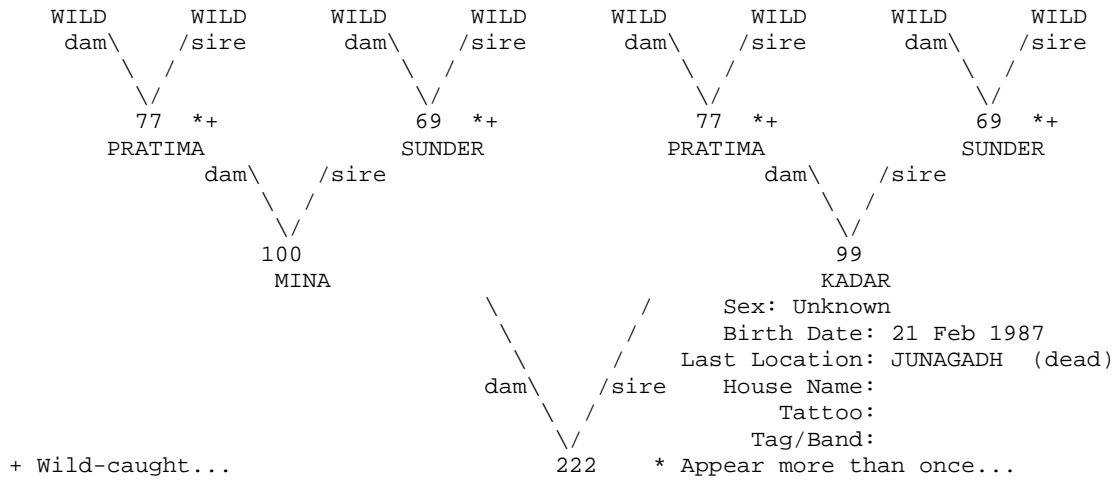 WILD WILD WILD WILD WILD WILD WILD WILD
dam\ /sire dam\ /sire dam\ /sire dam\ /sire
\ / \ / \ / \ /
\/ \/ \/ \/
77 *+ 69 *+ 77 *+ 69 *+
PRATIMA SUNDER PRATIMA SUNDER
dam\ /sire dam\ /sire
\ / \ /
\/ \/
100 99
MINA KADAR
\ / Sex: Unknown
\ / Birth Date: 21 Feb 1987
\ / Last Location: JUNAGADH (dead)
dam\ /sire House Name:
\ / Tattoo:
\/ Tag/Band:
+ Wild-caught... 222 * Appear more than once...